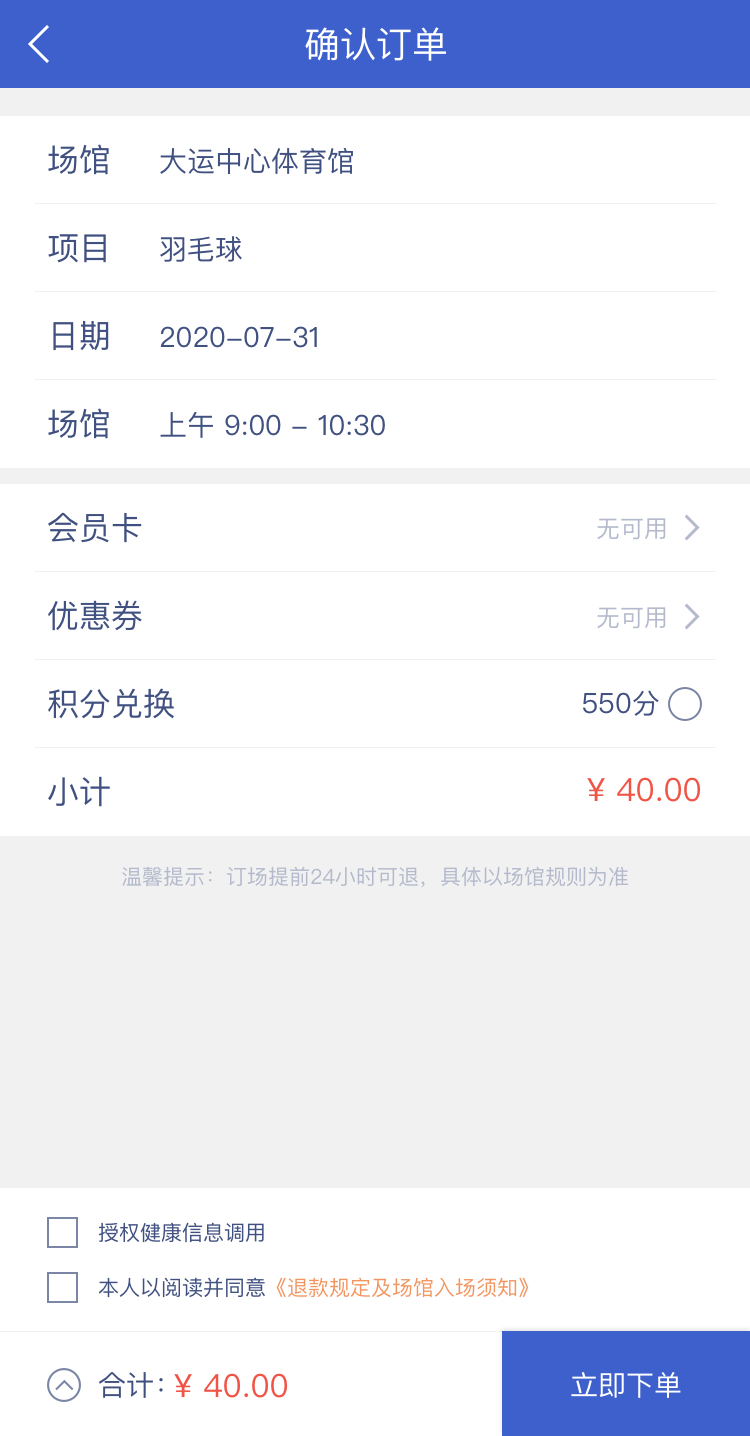 确认订单
场馆 大运中心体育馆
项目 羽毛球
日期 2020-07-31
场馆 上午 9:00 - 10:30
会员卡 无可用
优惠券 无可用
积分兑换 550分
小计 ¥ 40.00
温馨提示：订场提前24小时可退，具体以场馆规则为准
授权健康信息调用
本人以阅读并同意《退款规定及场馆入场须知》
合计：¥ 40.00 立即下单